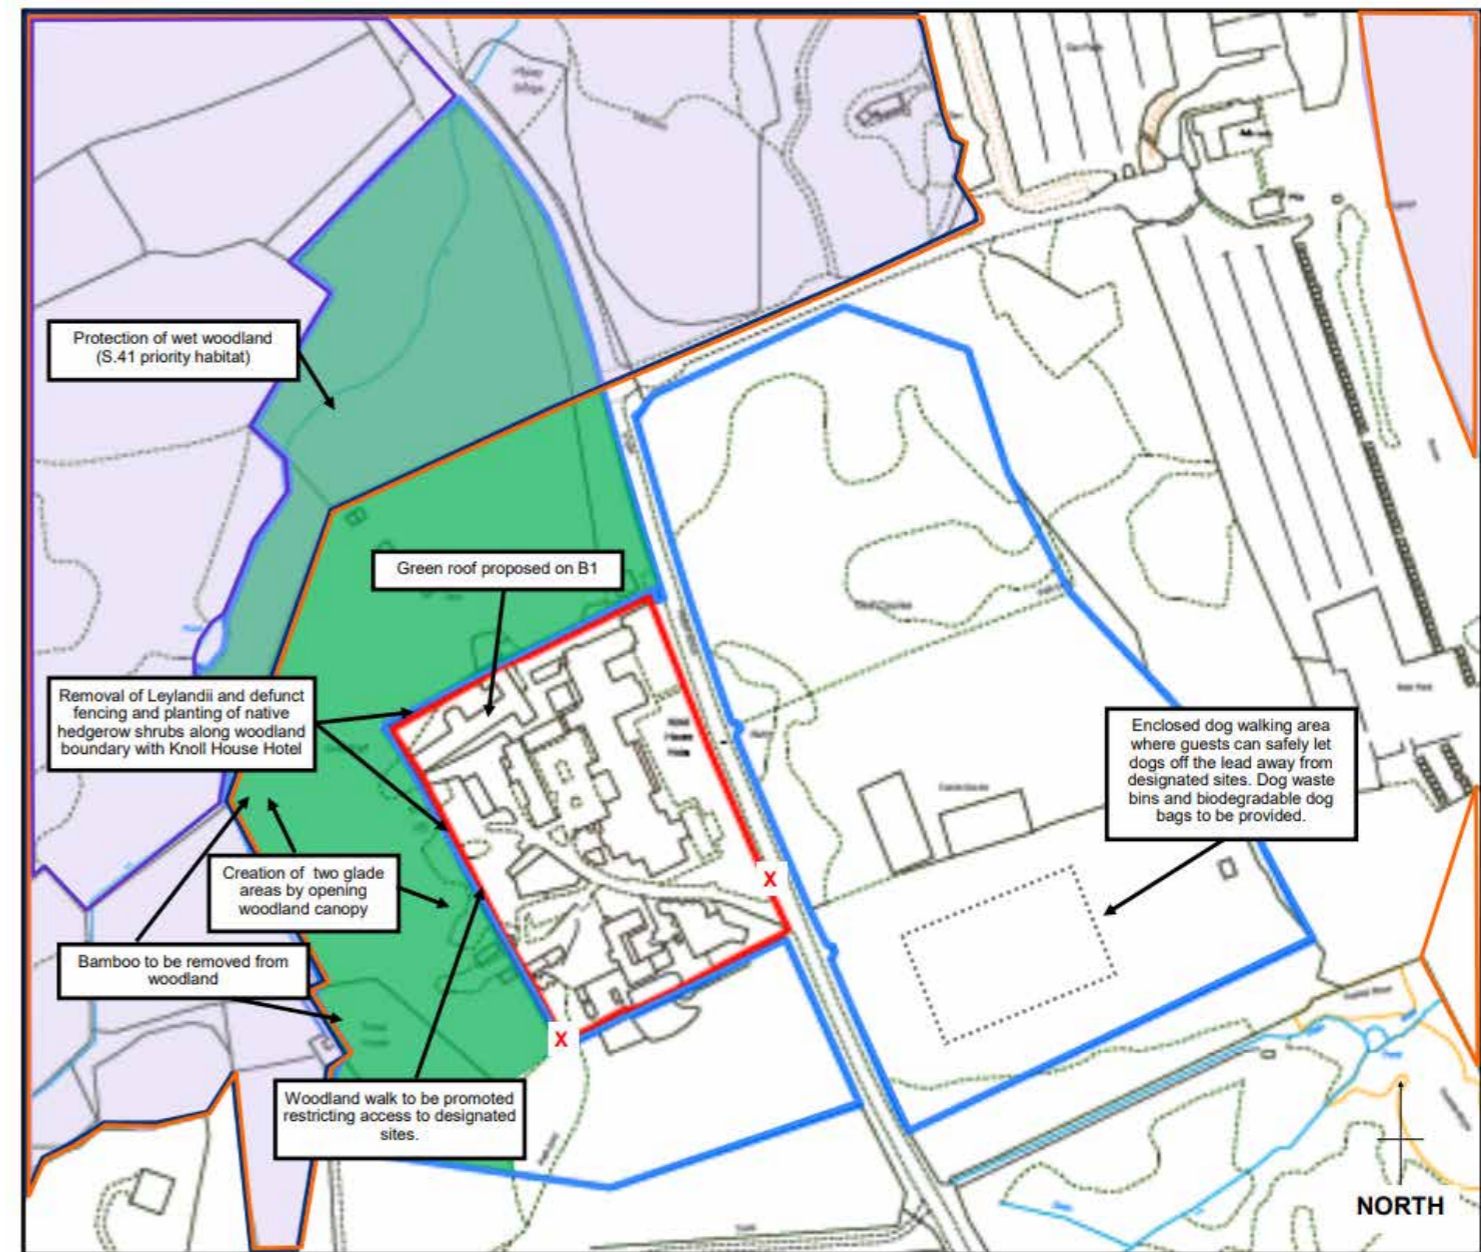 Protection of wet woodland
(S.41 priority habitat)
Green roof proposed on B1
Removal of Leylandii and defunct
fencing and planting of native
hedgerow shrubs along woodland
boundary with Knoll House Hotel
Enclosed dog walking area
where guests can safely let
dogs off the lead away from
designated sites. Dog waste
bins and biodegradable dog
bags to be provided.
Creation of two glade
areas by opening
woodland canopy
X
Bamboo to be removed from
woodland
X
Woodland walk to be promoted
restricting access to designated
sites.
NORTH